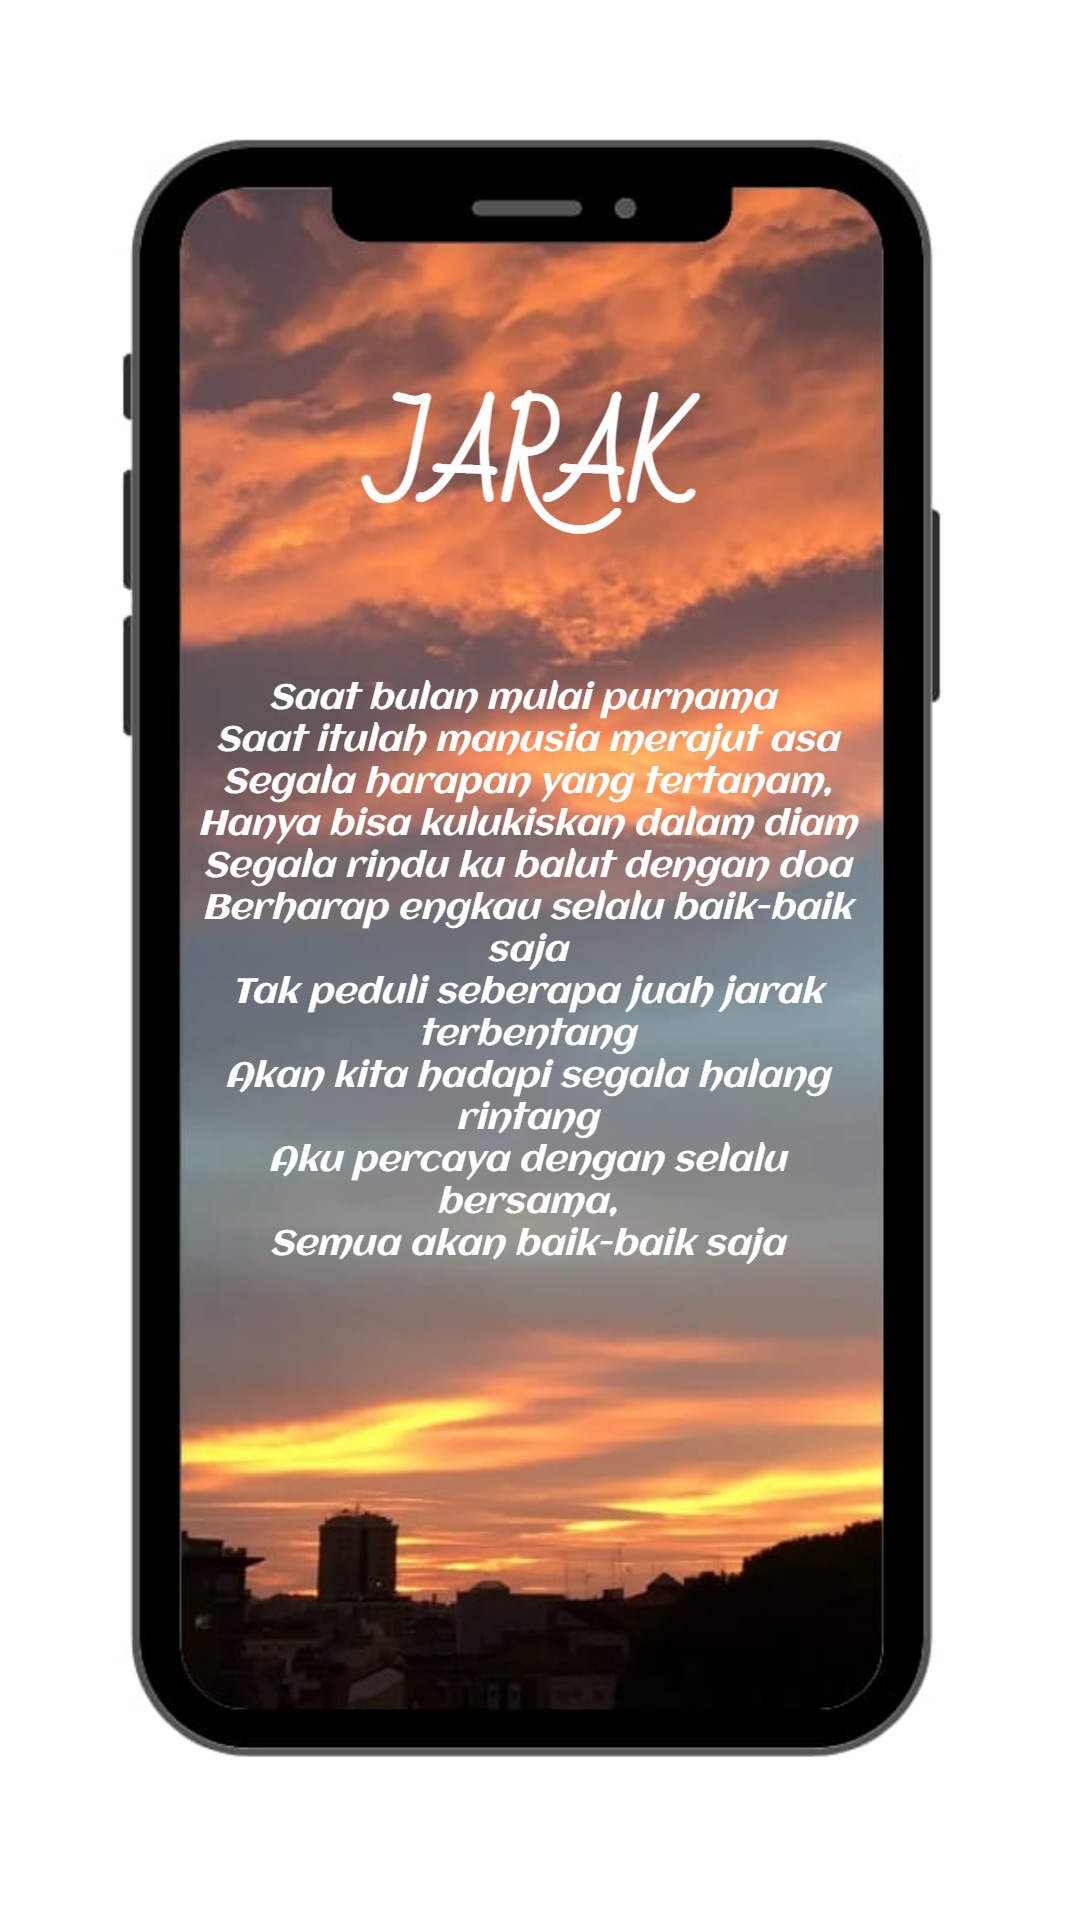 JARAK
Saat bulan mulai purnama
Saat itulah manusia merajut asa
Segala harapan yang tertanam,
Hanya bisa kulukiskan dalam diam
Segala rindu ku balut dengan doa
Berharap engkau selalu baik-baik
saja
Tak peduli seberapa juah jarak
terbentang
Akan kita hadapi segala halang
rintang
Aku percaya dengan selalu
bersama,
Semua akan baik-baik saja